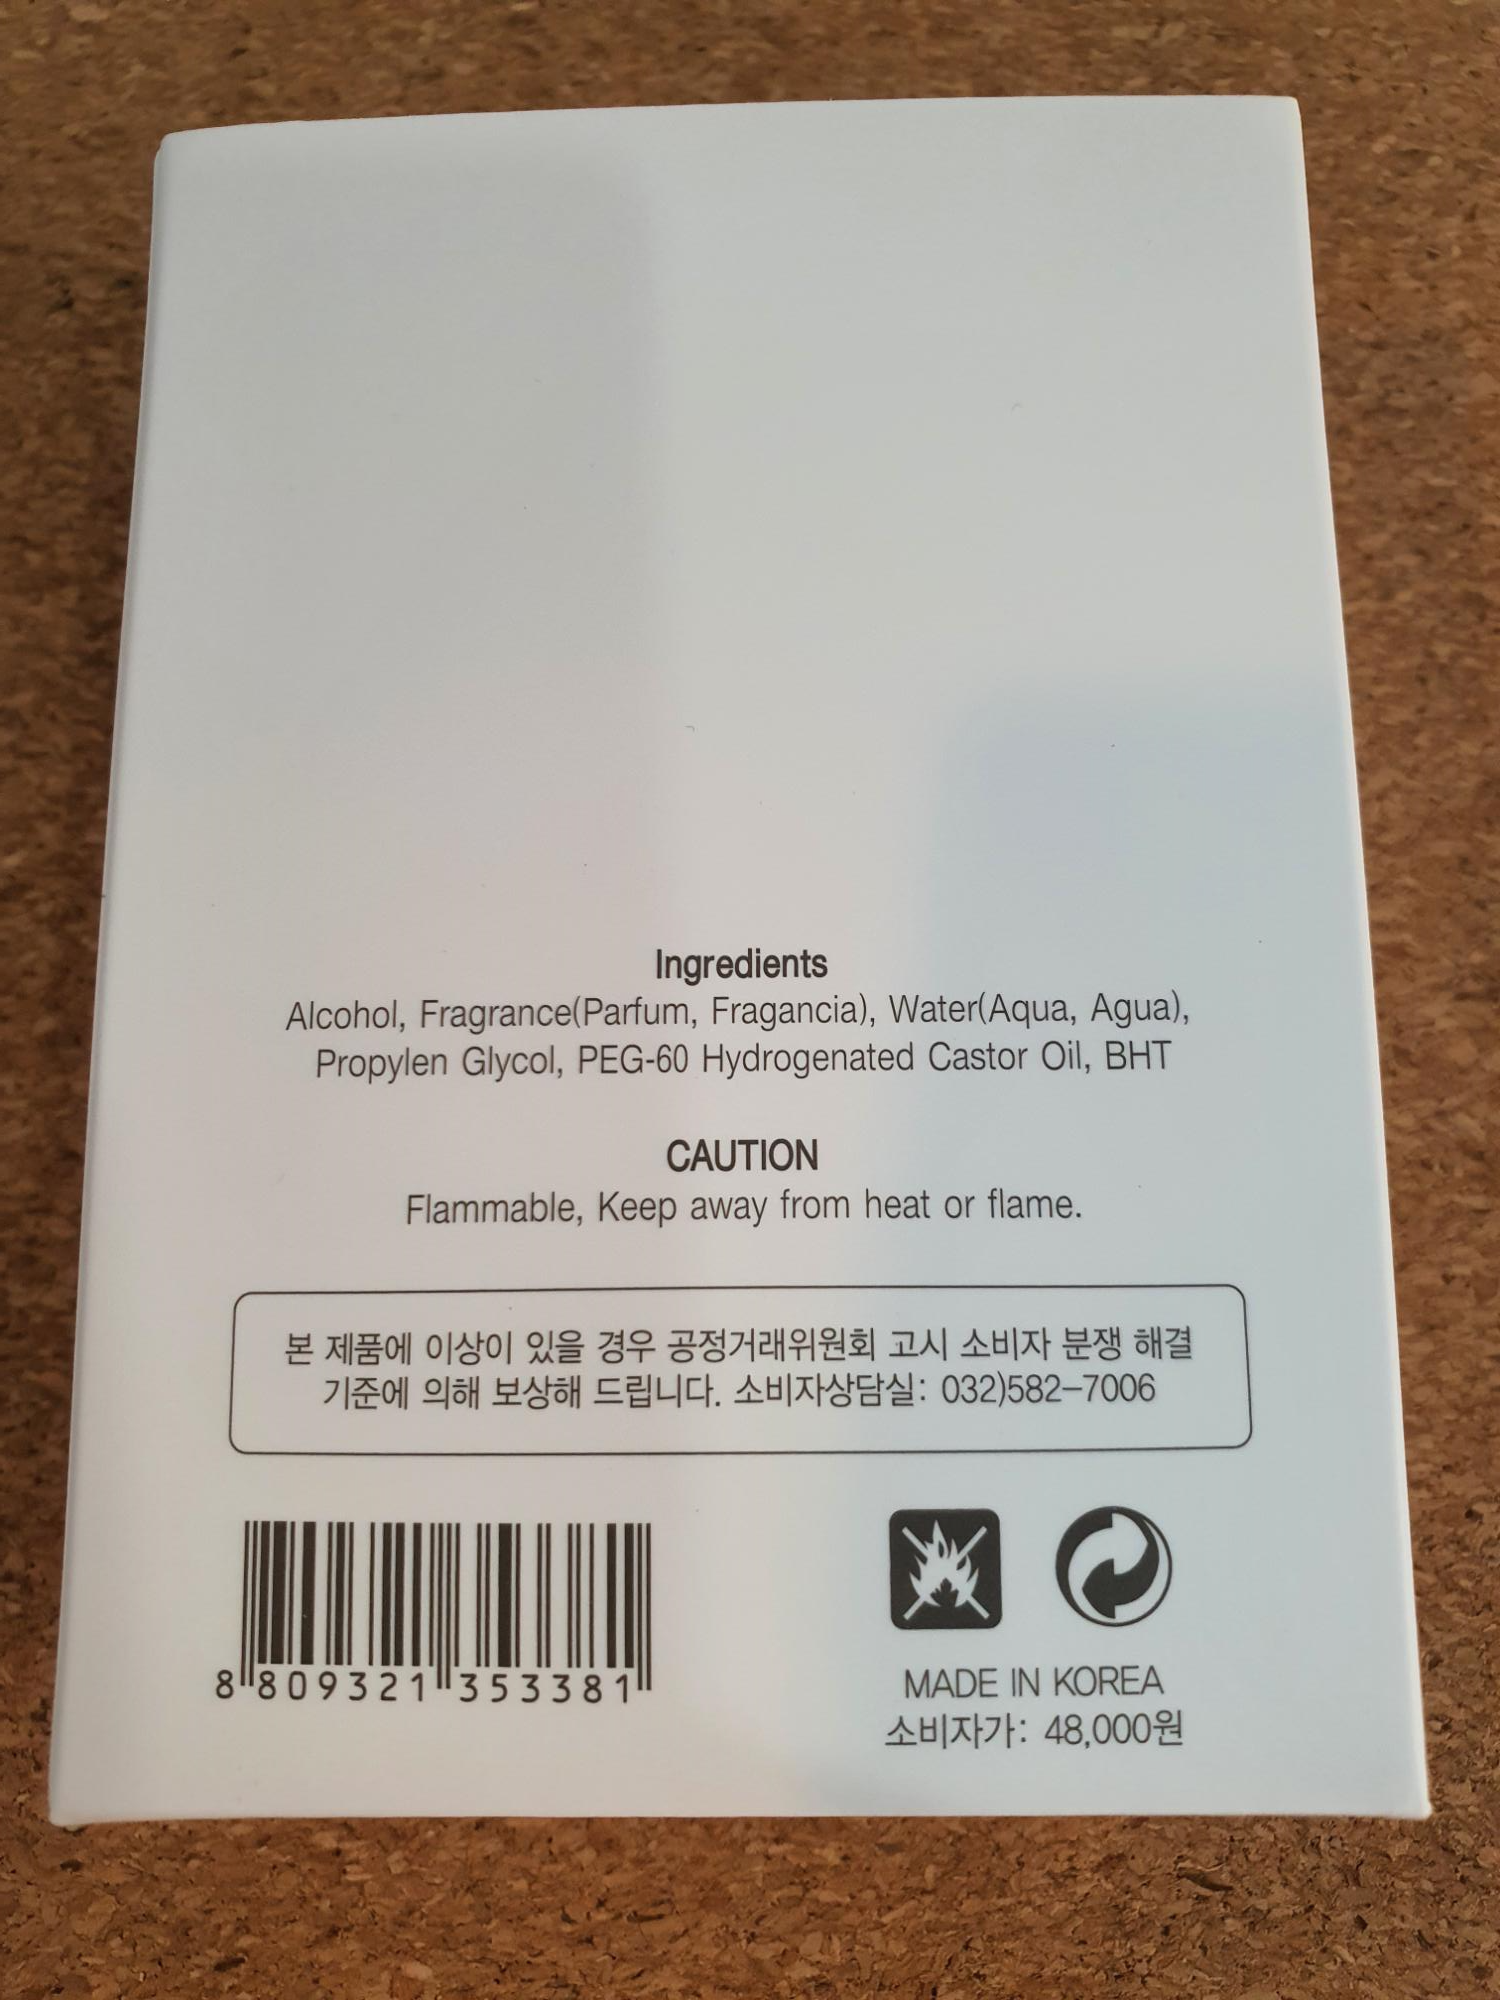 Ingredients
Alcohol, Fragrance(Parfum, Fragancia), Water(Aqua, Agua),
Propylen Glycol, PEG-60 Hydrogenated Castor Oil, BHT
CAUTION
Flammable, Keep away from heat or flame.
본 제품에 이상이 있을 경우 공정거래위원회 고시 소비자 분쟁 해결
기준에 의해 보상해 드립니다. 소비자상담실: 032)582-7006
8 809321 353381
MADE IN KOREA
소비자가: 48,000원